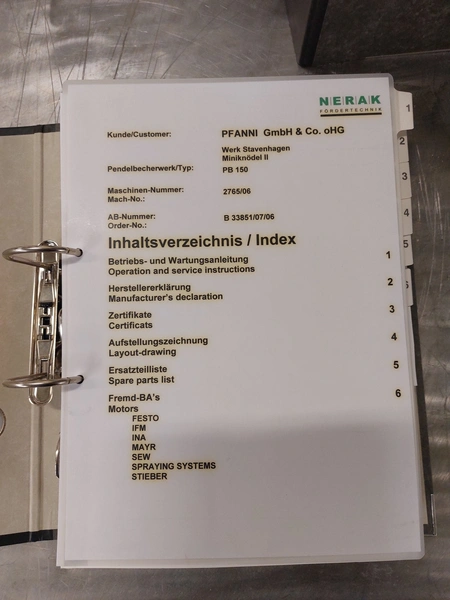 NERAK
FÖRDERTECHNIK
Kunde/Customer: PFANNI GmbH & Co. oHG
Werk Stavenhagen
Miniknödel II
Pendelbecherwerk/Typ: PB 150
Maschinen-Nummer: 2765/06
Mach-No.:
AB-Nummer: B 33851/07/06
Order-No.:
Inhaltsverzeichnis / Index
Betriebs- und Wartungsanleitung 1
Operation and service instructions
Herstellererklärung 2
Manufacturer's declaration
Zertifikate 3
Certificats
Aufstellungszeichnung 4
Layout-drawing
Ersatzteilliste 5
Spare parts list
Fremd-BA's 6
Motors
FESTO
IFM
INA
MAYR
SEW
SPRAYING SYSTEMS
STIEBER
1
2
3
4
5